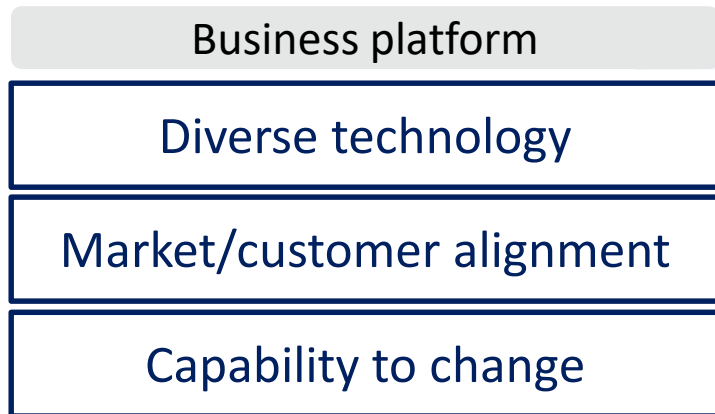 Business platform
Diverse technology
Market/customer alignment
Capability to change